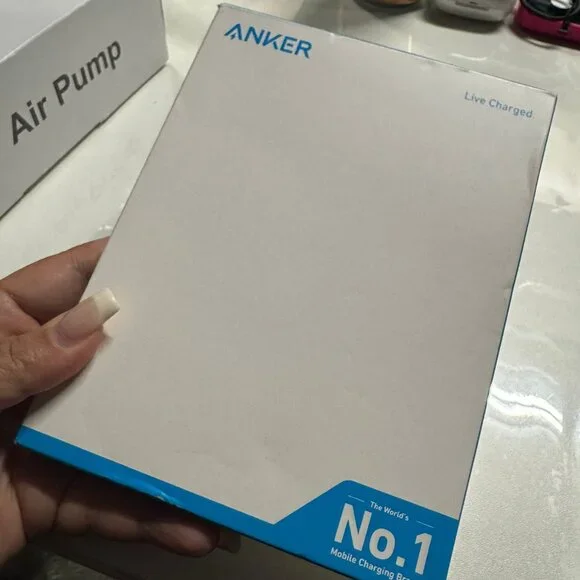 Air Pump
ANKER
Live Charged
The World's
No.1
Mobile Charging